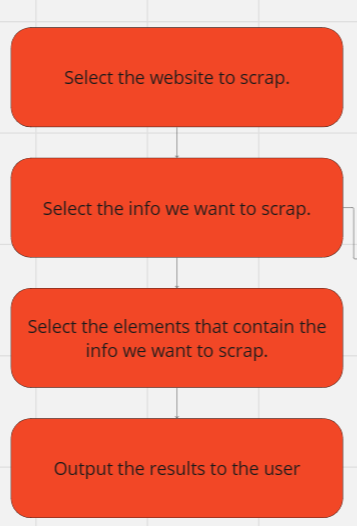 Select the website to scrap.
Select the info we want to scrap.
Select the elements that contain the
info we want to scrap.
Output the results to the user